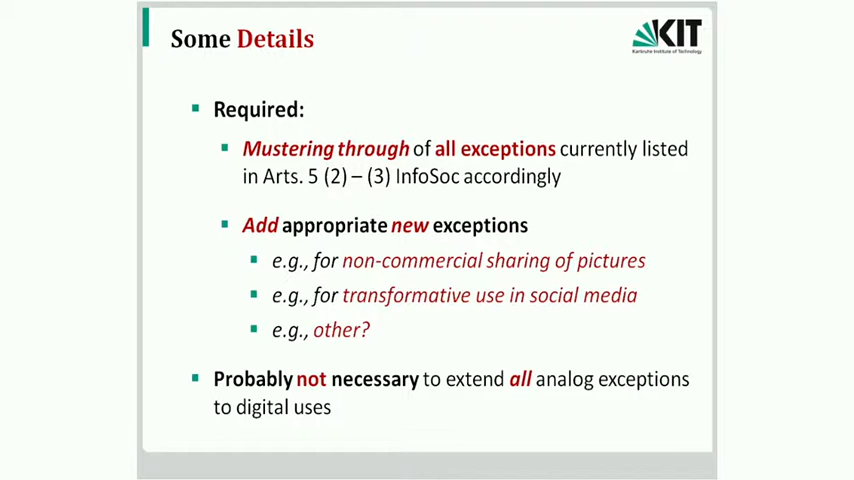 Some Details
KIT
Karlsruhe Institute of Technology
Required:
Mustering through of all exceptions currently listed
in Arts. 5 (2) – (3) InfoSoc accordingly
Add appropriate new exceptions
e.g., for non-commercial sharing of pictures
e.g., for transformative use in social media
e.g., other?
Probably not necessary to extend all analog exceptions
to digital uses